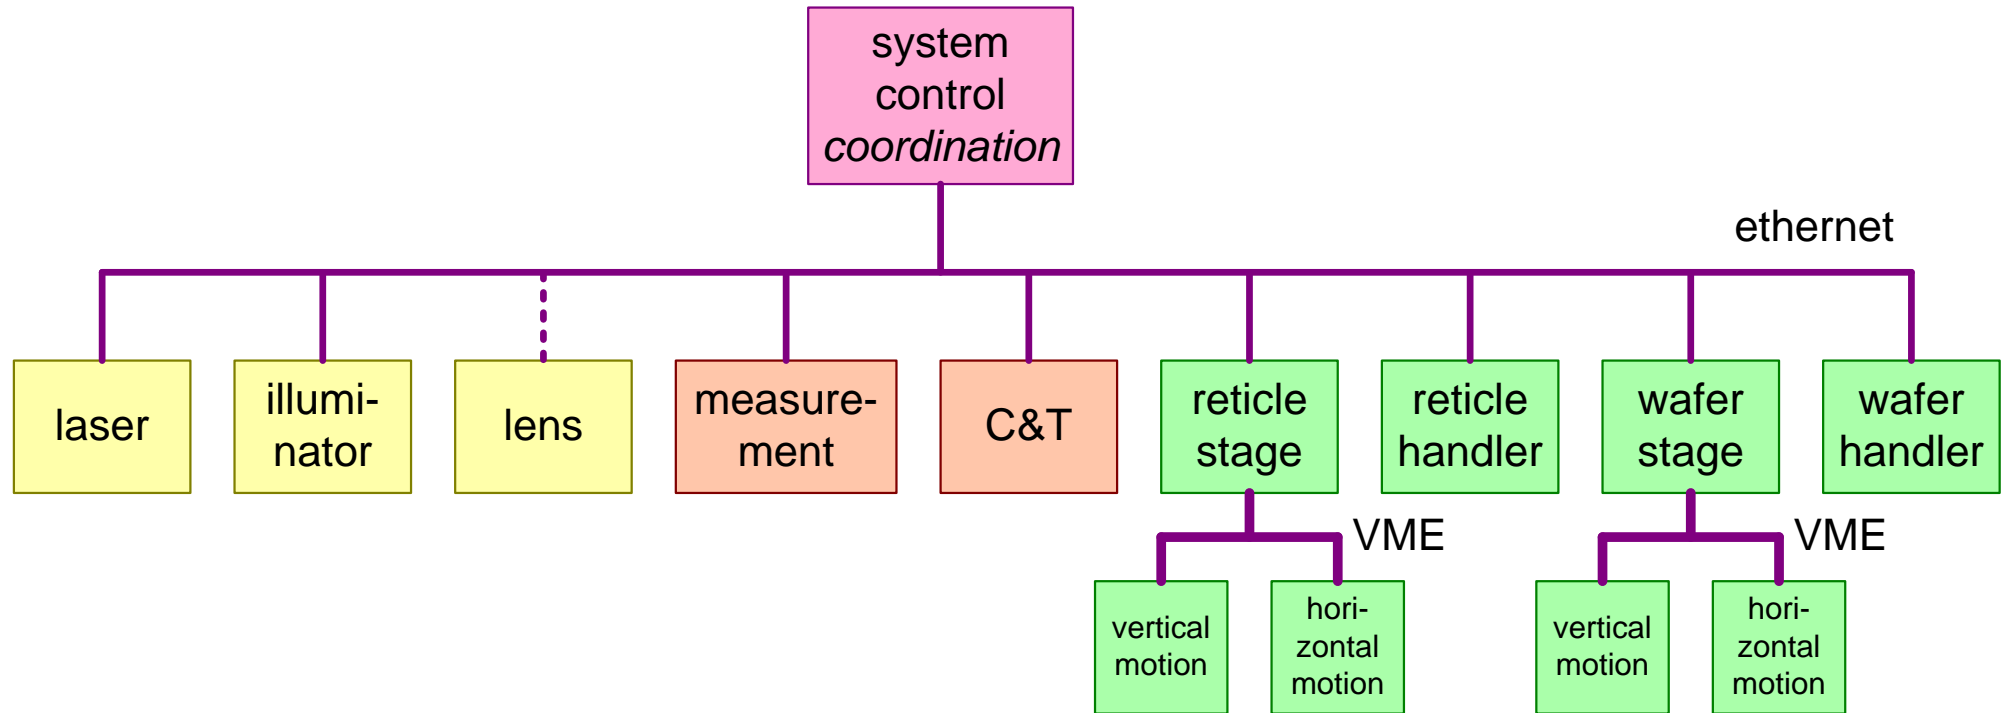 system
control
coordination
ethernet
laser
illumi-
nator
lens
measure-
ment
C&T
reticle
stage
reticle
handler
wafer
stage
wafer
handler
VME
VME
vertical
motion
hori-
zontal
motion
vertical
motion
hori-
zontal
motion